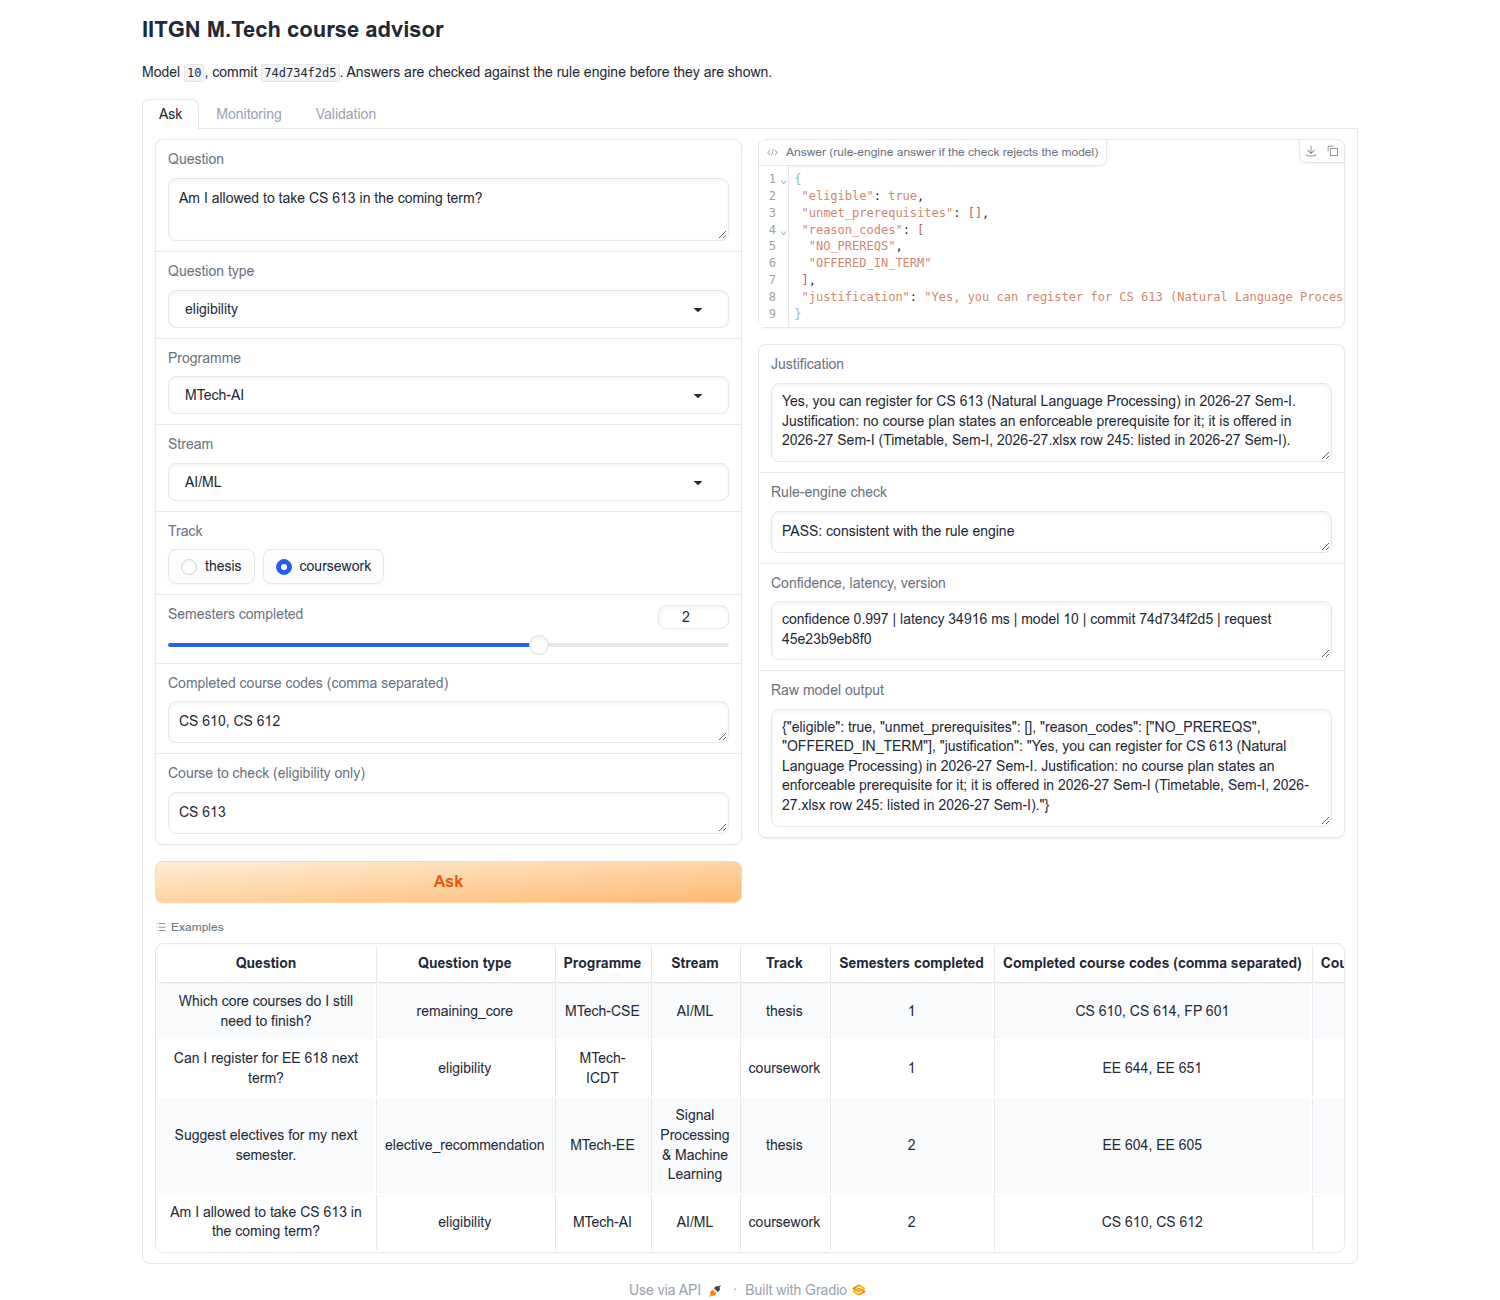 IITGN M.Tech course advisor
Model 10, commit 74d734f2d5. Answers are checked against the rule engine before they are shown.
Ask
Monitoring
Validation
Question
Am I allowed to take CS 613 in the coming term?
Question type
eligibility
Programme
MTech-AI
Stream
AI/ML
Track
thesis
coursework
Semesters completed
2
Completed course codes (comma separated)
CS 610, CS 612
Course to check (eligibility only)
CS 613
Ask
Answer (rule-engine answer if the check rejects the model)
1 {
2 "eligible": true,
3 "unmet_prerequisites": [],
4 "reason_codes": [
5 "NO_PREREQS",
6 "OFFERED_IN_TERM"
7 ],
8 "justification": "Yes, you can register for CS 613 (Natural Language Proces
9 }
Justification
Yes, you can register for CS 613 (Natural Language Processing) in 2026-27 Sem-I.
Justification: no course plan states an enforceable prerequisite for it; it is offered in
2026-27 Sem-I (Timetable, Sem-I, 2026-27.xlsx row 245: listed in 2026-27 Sem-I).
Rule-engine check
PASS: consistent with the rule engine
Confidence, latency, version
confidence 0.997 | latency 34916 ms | model 10 | commit 74d734f2d5 | request
45e23b9eb8f0
Raw model output
{"eligible": true, "unmet_prerequisites": [], "reason_codes": ["NO_PREREQS",
"OFFERED_IN_TERM"], "justification": "Yes, you can register for CS 613 (Natural
Language Processing) in 2026-27 Sem-I. Justification: no course plan states an
enforceable prerequisite for it; it is offered in 2026-27 Sem-I (Timetable, Sem-I, 2026-
27.xlsx row 245: listed in 2026-27 Sem-I)."}
Examples
Question Question type Programme Stream Track Semesters completed Completed course codes (comma separated) Cou
Which core courses do I still
need to finish?
remaining_core MTech-CSE AI/ML thesis 1 CS 610, CS 614, FP 601
Can I register for EE 618 next
term?
eligibility
MTech-
ICDT
coursework 1 EE 644, EE 651
Suggest electives for my next
semester.
elective_recommendation MTech-EE
Signal
Processing
& Machine
Learning
thesis 2 EE 604, EE 605
Am I allowed to take CS 613 in
the coming term?
eligibility MTech-AI AI/ML coursework 2 CS 610, CS 612
Use via API · Built with Gradio